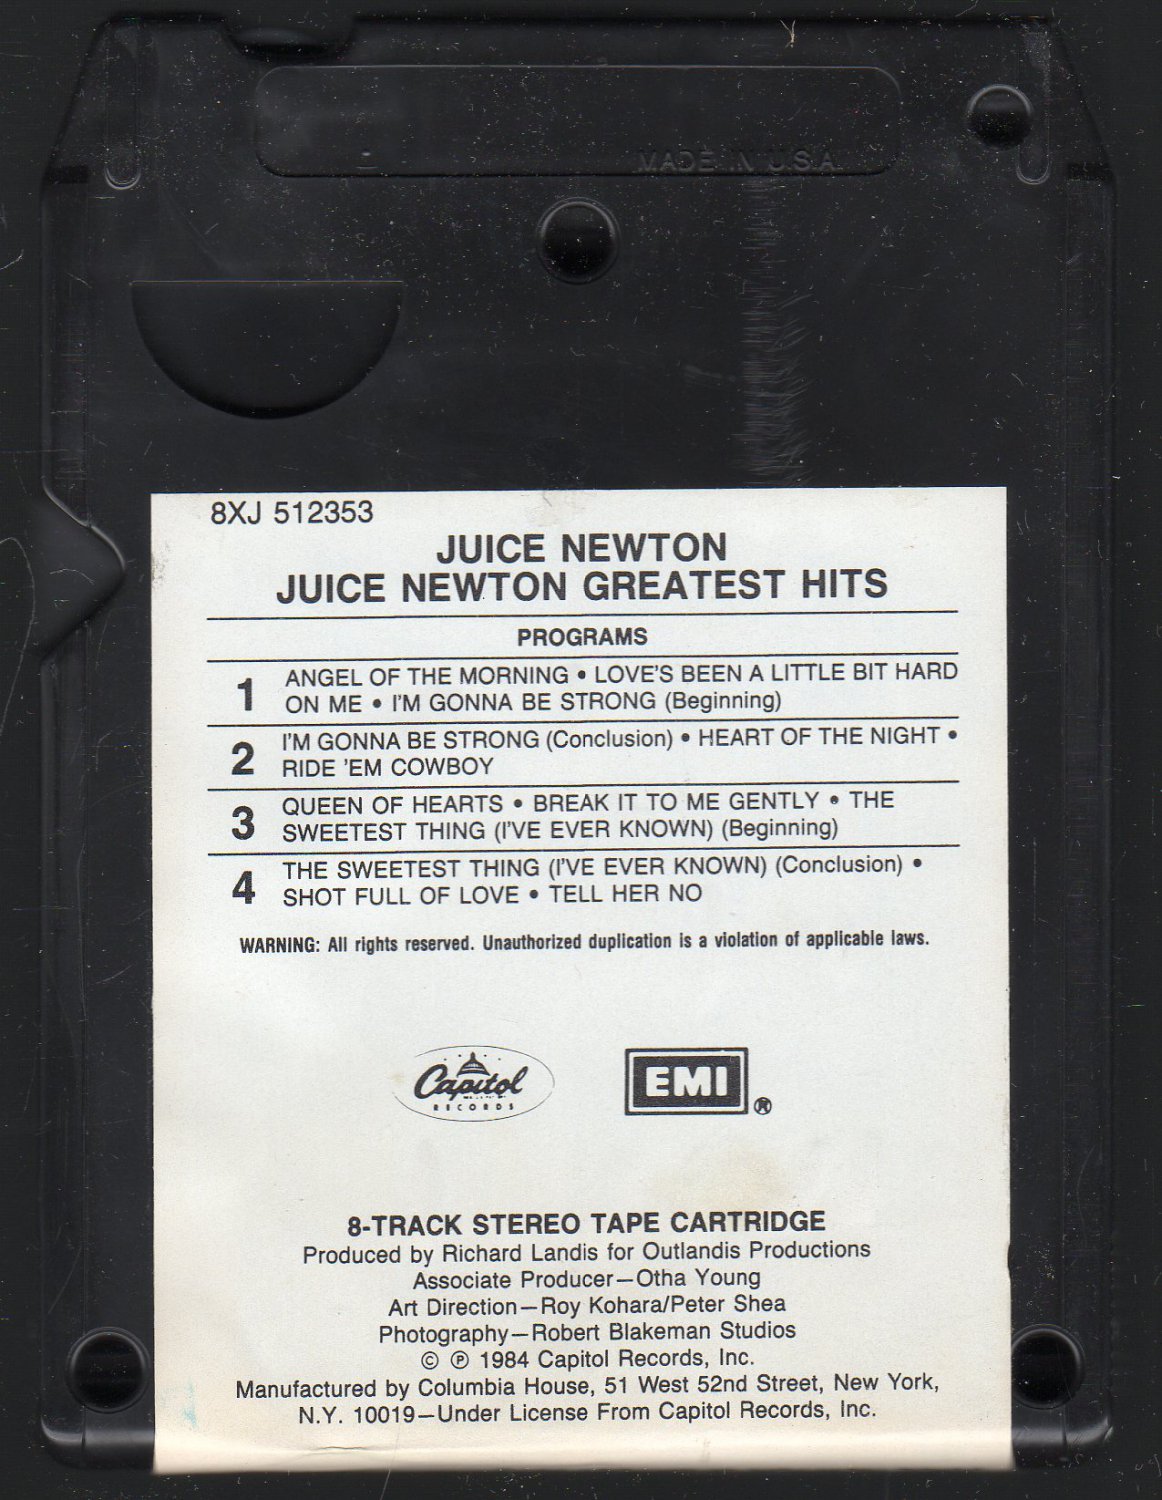 MADE IN U.S.A.
8XJ 512353
JUICE NEWTON
JUICE NEWTON GREATEST HITS
PROGRAMS
1 ANGEL OF THE MORNING • LOVE'S BEEN A LITTLE BIT HARD
ON ME • I'M GONNA BE STRONG (Beginning)
2 I'M GONNA BE STRONG (Conclusion) • HEART OF THE NIGHT •
RIDE 'EM COWBOY
3 QUEEN OF HEARTS • BREAK IT TO ME GENTLY • THE
SWEETEST THING (I'VE EVER KNOWN) (Beginning)
4 THE SWEETEST THING (I'VE EVER KNOWN) (Conclusion) •
SHOT FULL OF LOVE • TELL HER NO
WARNING: All rights reserved. Unauthorized duplication is a violation of applicable laws.
Capitol
RECORDS
EMI ®
8-TRACK STEREO TAPE CARTRIDGE
Produced by Richard Landis for Outlandis Productions
Associate Producer—Otha Young
Art Direction—Roy Kohara/Peter Shea
Photography—Robert Blakeman Studios
© ℗ 1984 Capitol Records, Inc.
Manufactured by Columbia House, 51 West 52nd Street, New York,
N.Y. 10019—Under License From Capitol Records, Inc.